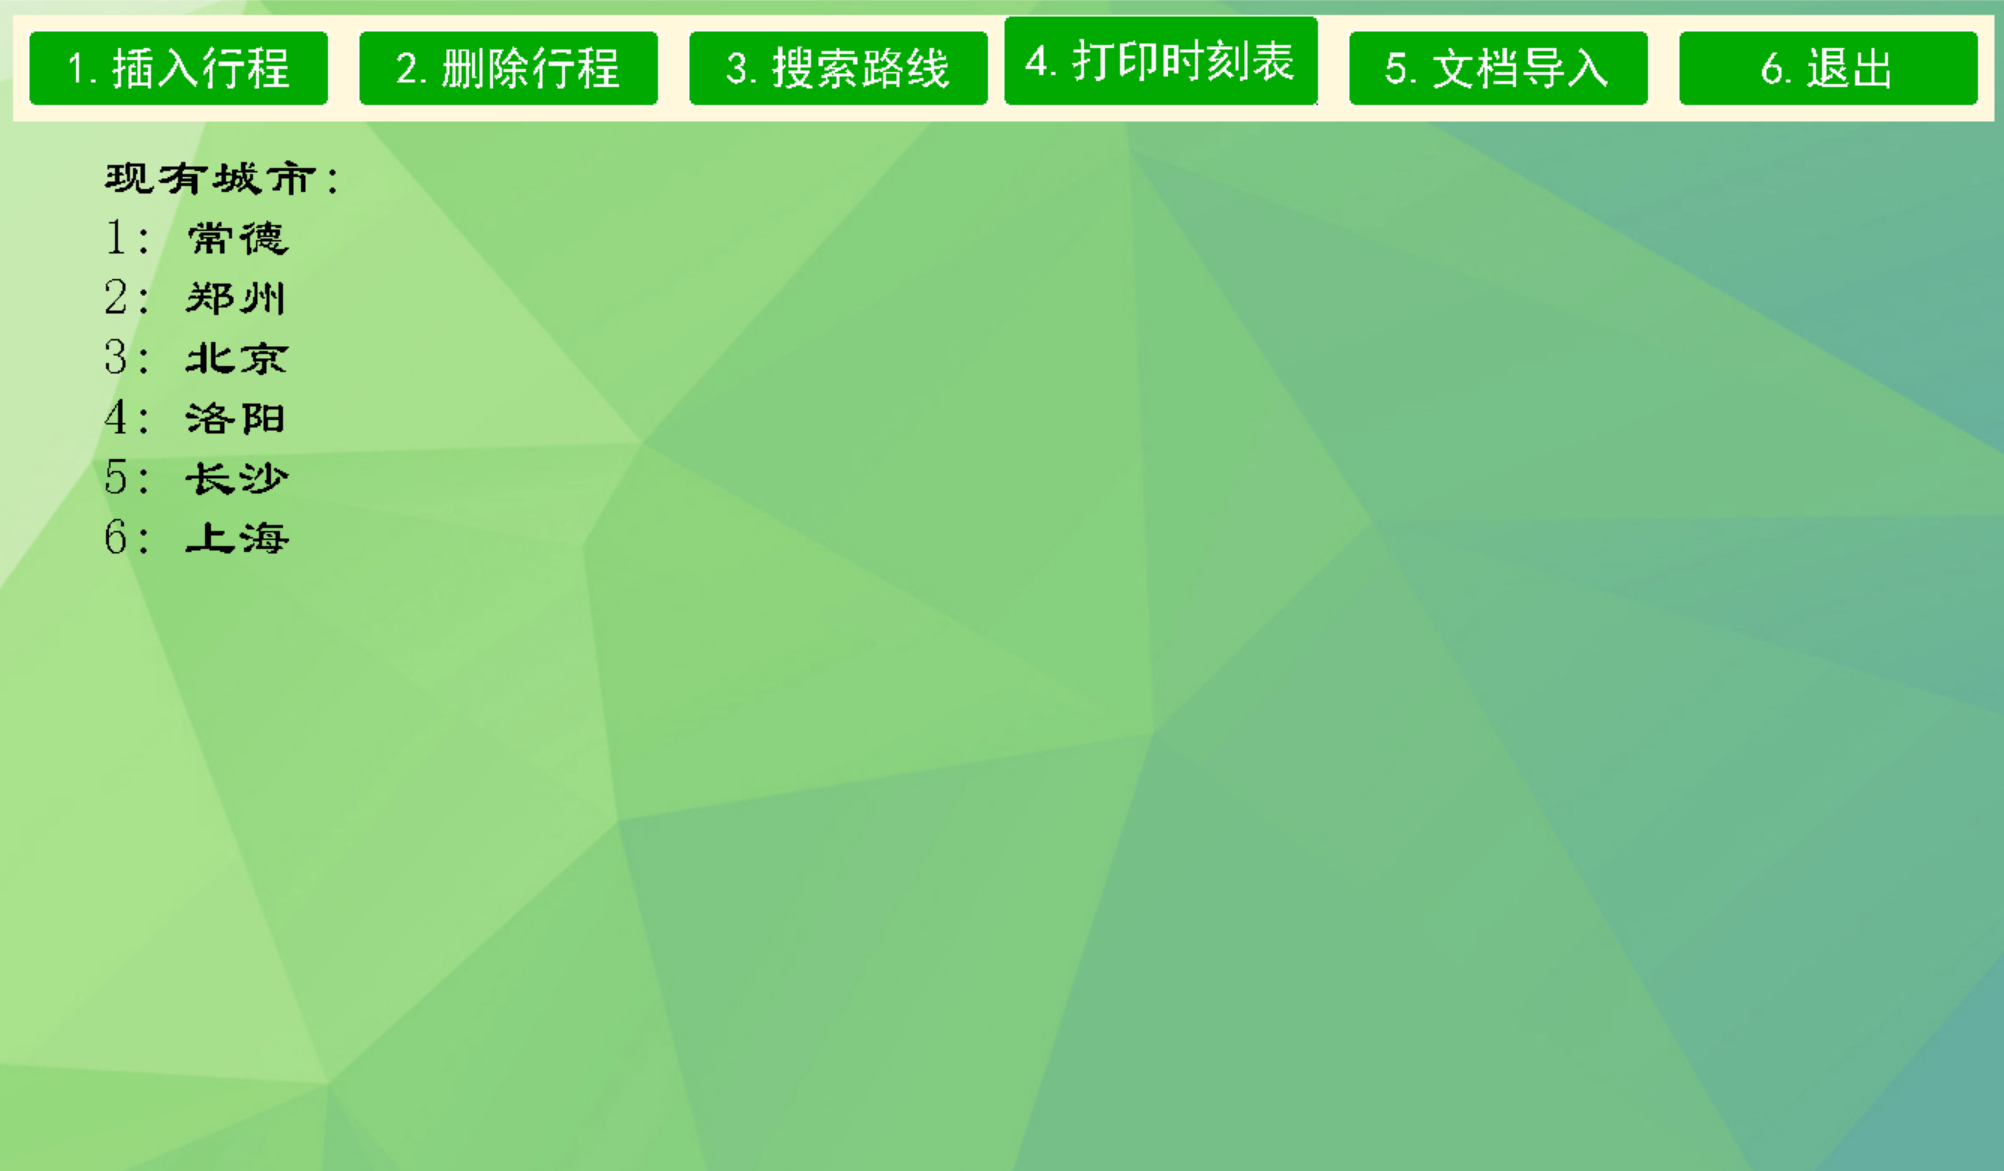 1.插入行程 2.删除行程 3.搜索路线 4.打印时刻表 5.文档导入 6.退出
现有城市:
1: 常德
2: 郑州
3: 北京
4: 洛阳
5: 长沙
6: 上海